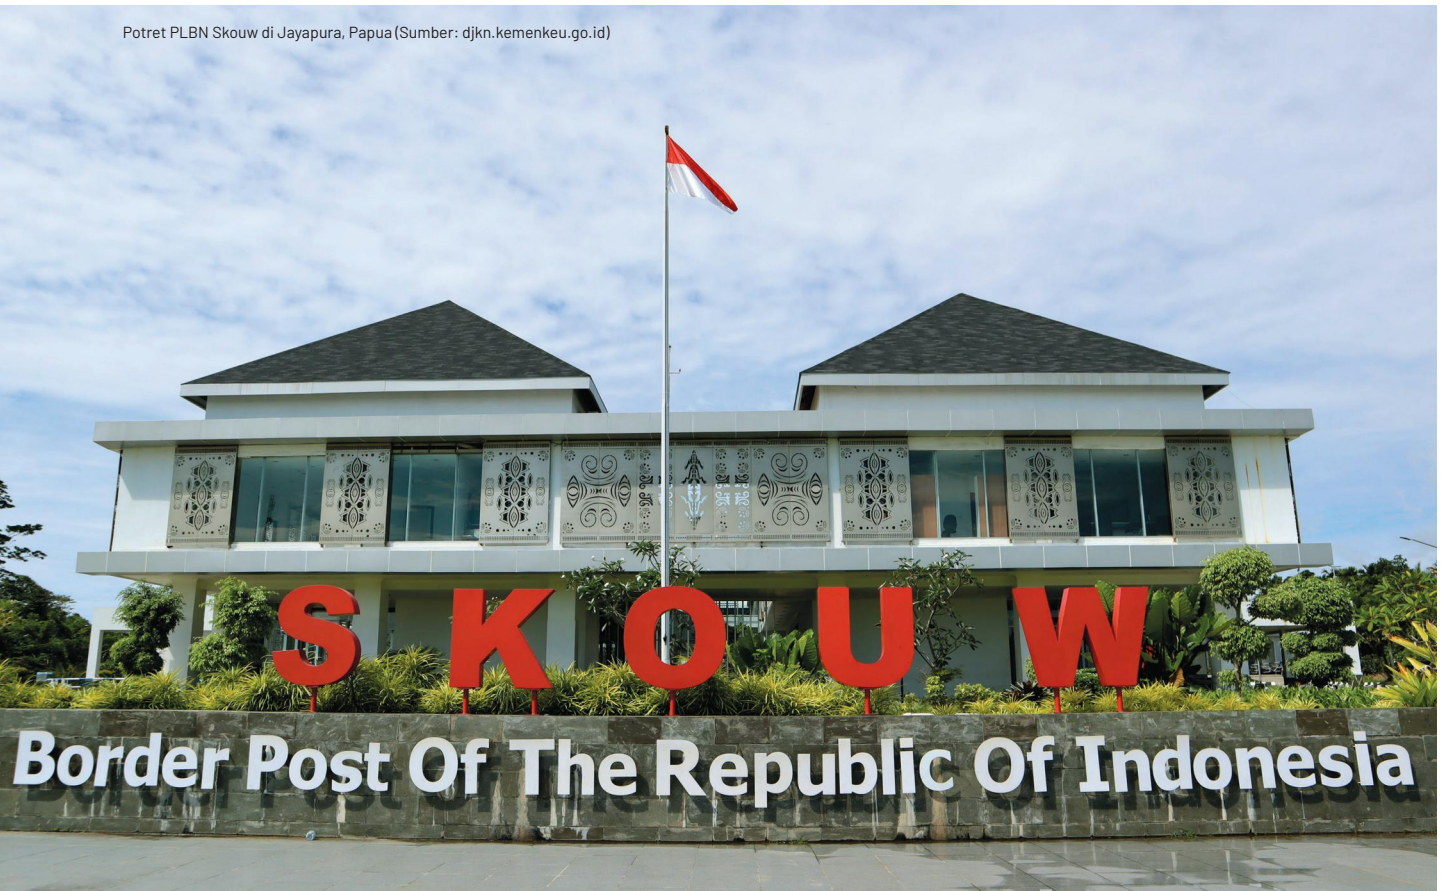 Potret PLBN Skouw di Jayapura, Papua (Sumber: djkn.kemenkeu.go.id)
SKOUW
Border Post Of The Republic Of Indonesia